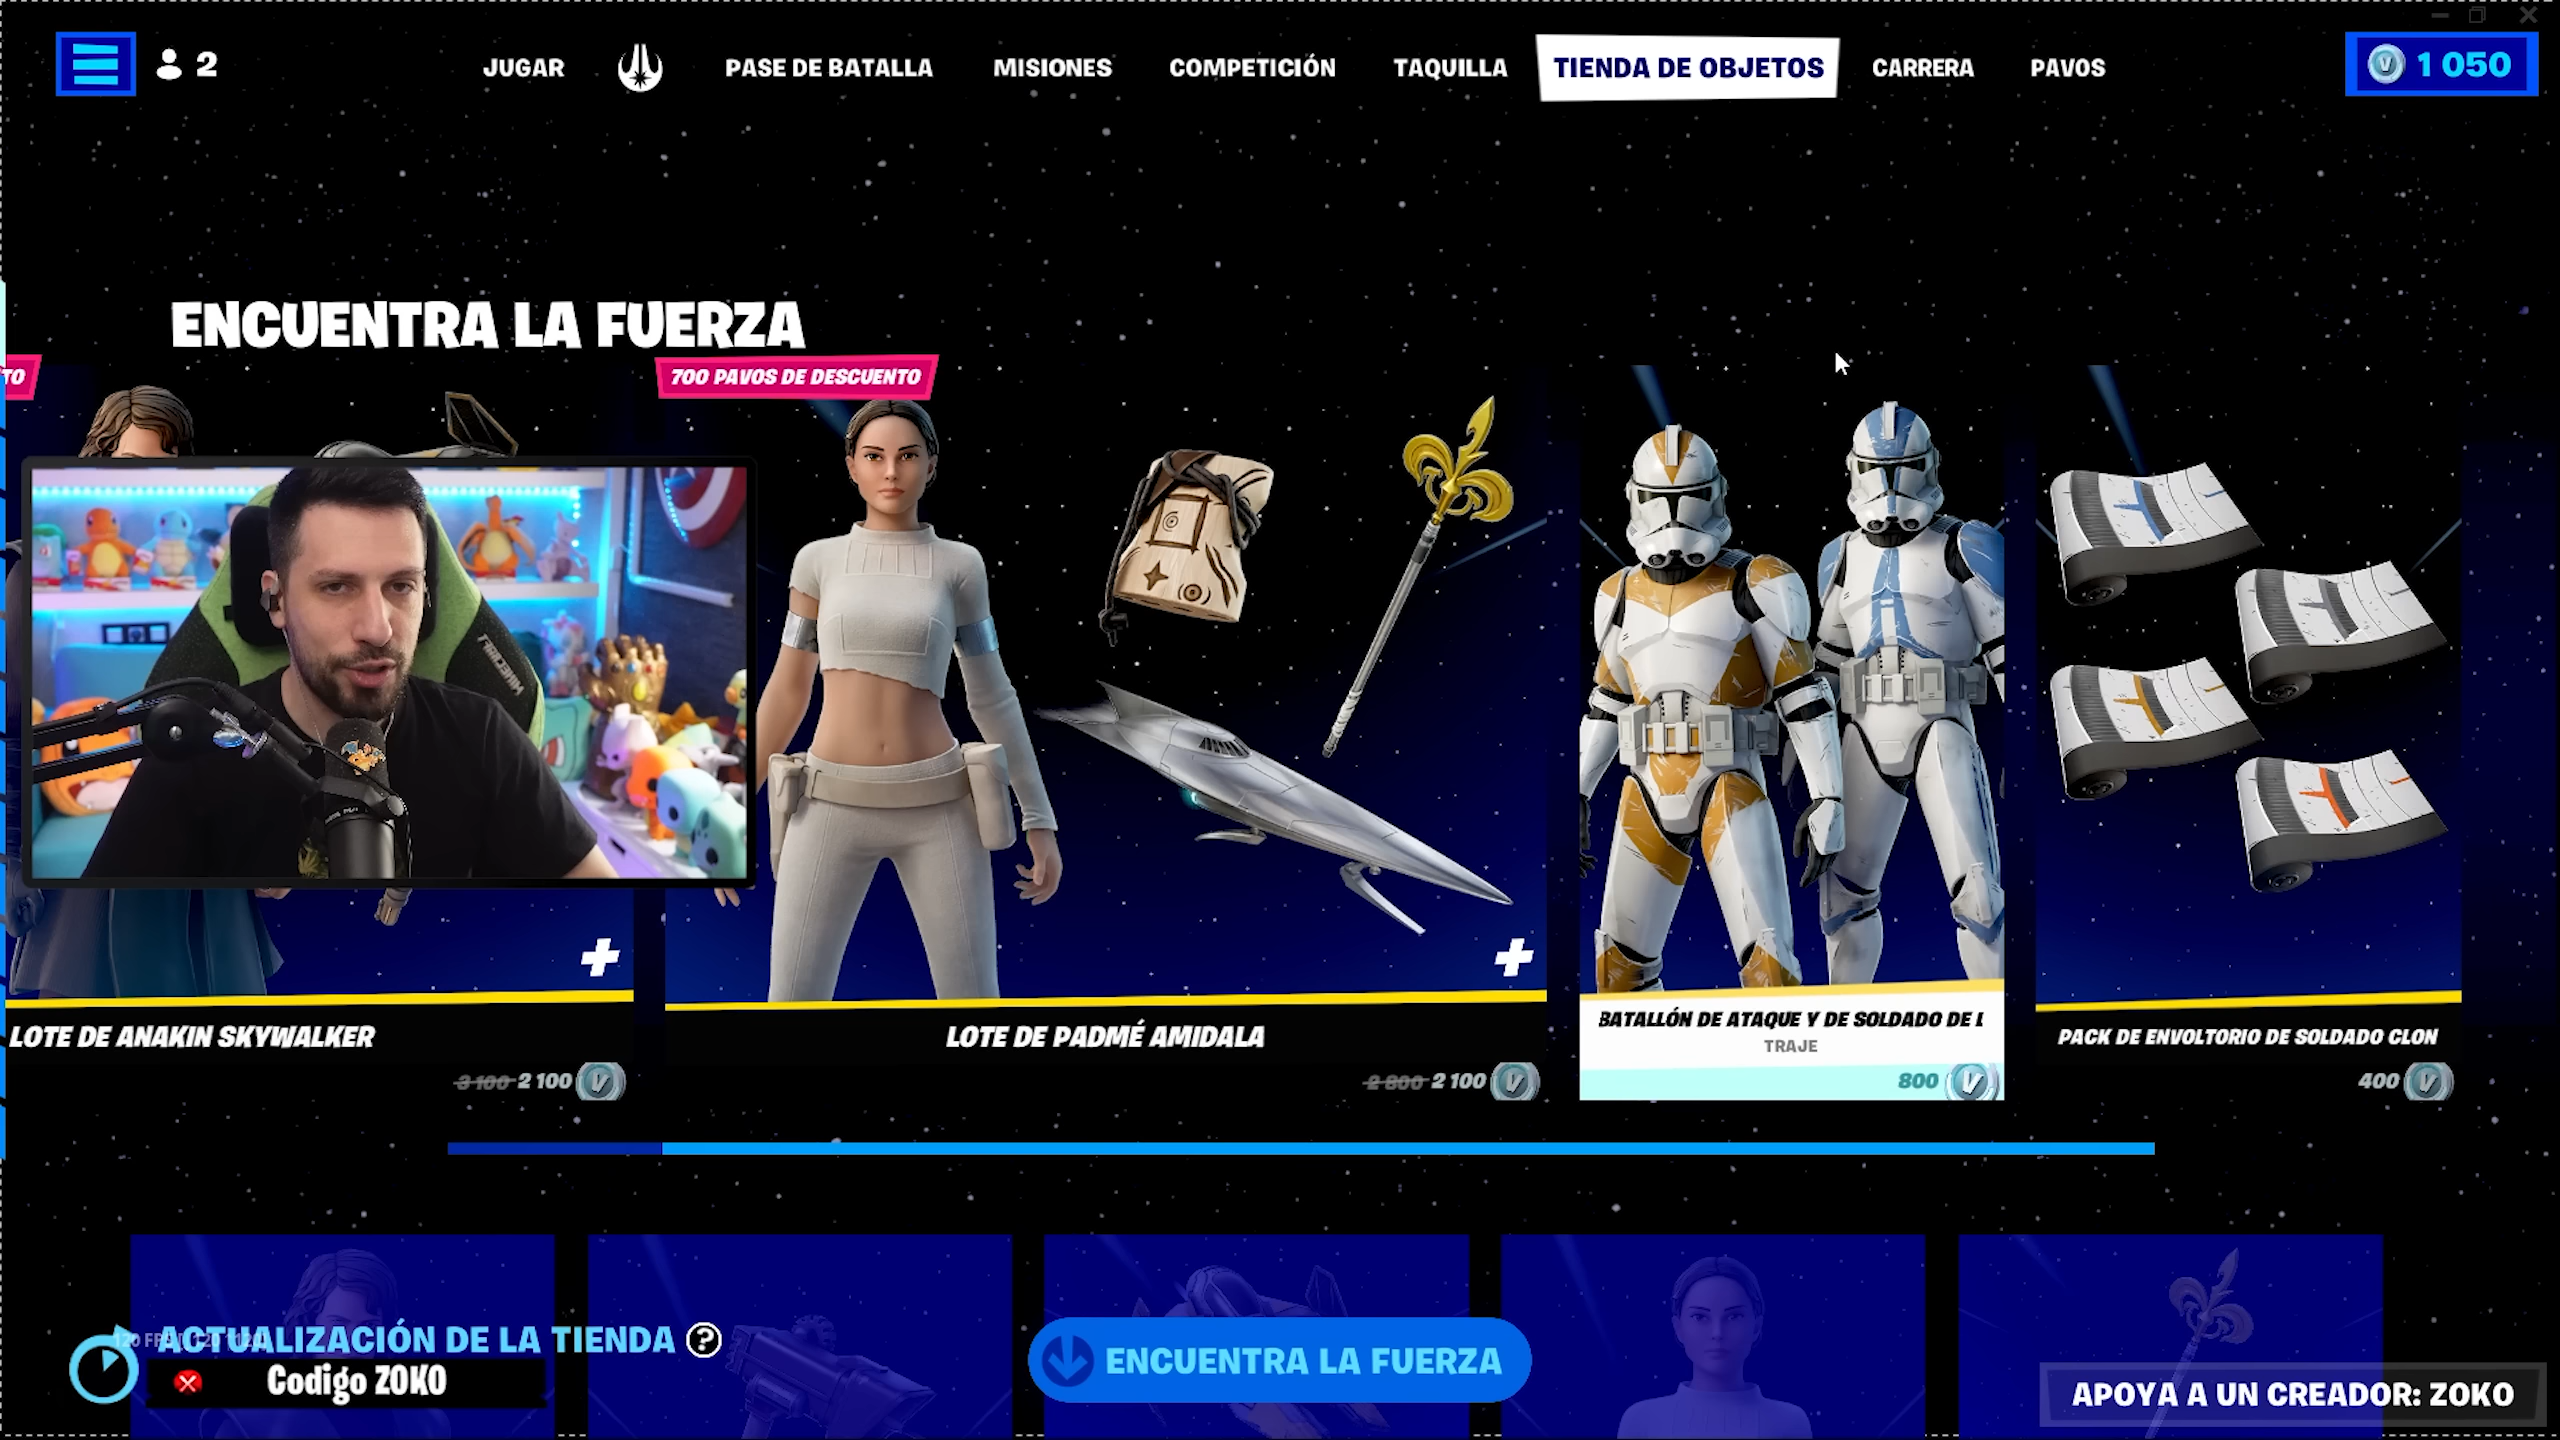 2
JUGAR
PASE DE BATALLA
MISIONES
COMPETICIÓN
TAQUILLA
TIENDA DE OBJETOS
CARRERA
PAVOS
1 050
ENCUENTRA LA FUERZA
TO
700 PAVOS DE DESCUENTO
LOTE DE ANAKIN SKYWALKER
3 100 2 100
LOTE DE PADMÉ AMIDALA
2 800 2 100
BATALLÓN DE ATAQUE Y DE SOLDADO DE L
TRAJE
800
PACK DE ENVOLTORIO DE SOLDADO CLON
400
ACTUALIZACIÓN DE LA TIENDA ?
Codigo ZOKO
ENCUENTRA LA FUERZA
APOYA A UN CREADOR: ZOKO